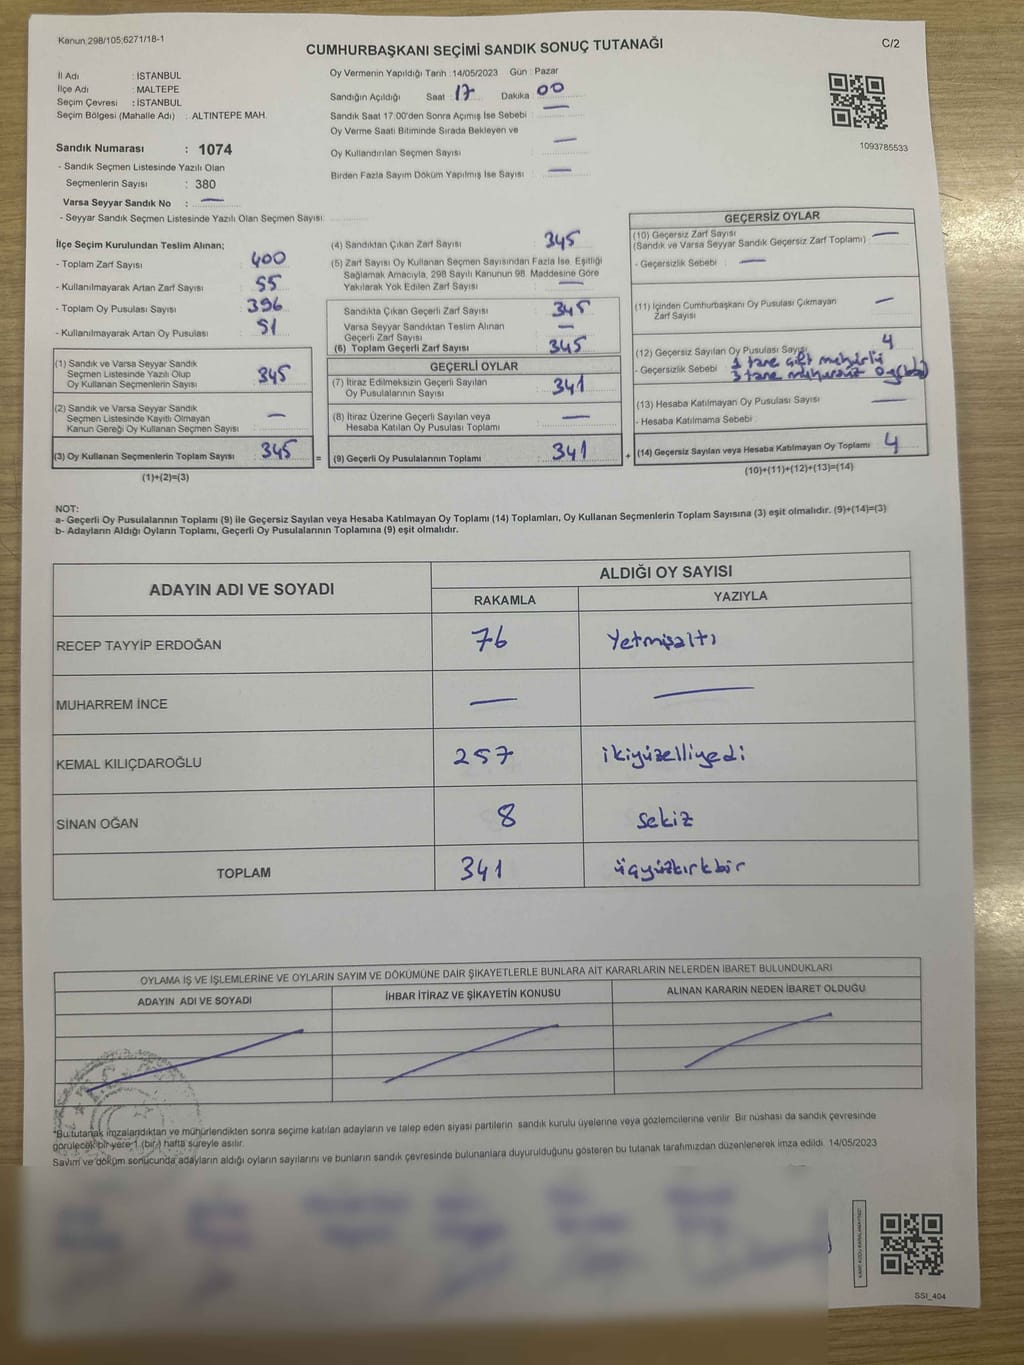 Kanun,298/105,6271/18-1
CUMHURBAŞKANI SEÇİMİ SANDIK SONUÇ TUTANAĞI
C/2
İl Adı : İSTANBUL
İlçe Adı : MALTEPE
Seçim Çevresi : İSTANBUL
Seçim Bölgesi (Mahalle Adı) : ALTINTEPE MAH.
Oy Vermenin Yapıldığı Tarih :14/05/2023 Gün : Pazar
Sandığın Açıldığı Saat : 17 Dakika : 00
Sandık Saat 17:00'den Sonra Açımış İse Sebebi : —
Oy Verme Saati Bitiminde Sırada Bekleyen ve
Oy Kullandırılan Seçmen Sayısı : —
Birden Fazla Sayım Döküm Yapılmış İse Sayısı : —
1093785533
Sandık Numarası : 1074
- Sandık Seçmen Listesinde Yazılı Olan
Seçmenlerin Sayısı : 380
Varsa Seyyar Sandık No : —
- Seyyar Sandık Seçmen Listesinde Yazılı Olan Seçmen Sayısı:
İlçe Seçim Kurulundan Teslim Alınan;
- Toplam Zarf Sayısı : 400
- Kullanılmayarak Artan Zarf Sayısı : 55
- Toplam Oy Pusulası Sayısı : 396
- Kullanılmayarak Artan Oy Pusulası : 51
(1) Sandık ve Varsa Seyyar Sandık
Seçmen Listesinde Yazılı Olup
Oy Kullanan Seçmenlerin Sayısı : 345
(2) Sandık ve Varsa Seyyar Sandık
Seçmen Listesinde Kayıtlı Olmayan
Kanun Gereği Oy Kullanan Seçmen Sayısı : —
(3) Oy Kullanan Seçmenlerin Toplam Sayısı : 345
(1)+(2)=(3)
(4) Sandıktan Çıkan Zarf Sayısı : 345
(5) Zarf Sayısı Oy Kullanan Seçmen Sayısından Fazla İse, Eşitliği
Sağlamak Amacıyla, 298 Sayılı Kanunun 98. Maddesine Göre
Yakılarak Yok Edilen Zarf Sayısı : —
Sandıkta Çıkan Geçerli Zarf Sayısı : 345
Varsa Seyyar Sandıktan Teslim Alınan
Geçerli Zarf Sayısı : —
(6) Toplam Geçerli Zarf Sayısı : 345
GEÇERLİ OYLAR
(7) İtiraz Edilmeksizin Geçerli Sayılan
Oy Pusulalarının Sayısı : 341
(8) İtiraz Üzerine Geçerli Sayılan veya
Hesaba Katılan Oy Pusulası Toplamı : —
= (9) Geçerli Oy Pusulalarının Toplamı : 341
GEÇERSİZ OYLAR
(10) Geçersiz Zarf Sayısı : —
(Sandık ve Varsa Seyyar Sandık Geçersiz Zarf Toplamı)
- Geçersizlik Sebebi : —
(11) İçinden Cumhurbaşkanı Oy Pusulası Çıkmayan
Zarf Sayısı : —
(12) Geçersiz Sayılan Oy Pusulası Sayısı : 4
- Geçersizlik Sebebi : 1 tane çift mühürlü
3 tane mühürsüz
(13) Hesaba Katılmayan Oy Pusulası Sayısı : —
- Hesaba Katılmama Sebebi :
+ (14) Geçersiz Sayılan veya Hesaba Katılmayan Oy Toplamı : 4
(10)+(11)+(12)+(13)=(14)
NOT:
a- Geçerli Oy Pusulalarının Toplamı (9) ile Geçersiz Sayılan veya Hesaba Katılmayan Oy Toplamı (14) Toplamları, Oy Kullanan Seçmenlerin Toplam Sayısına (3) eşit olmalıdır. (9)+(14)=(3)
b- Adayların Aldığı Oyların Toplamı, Geçerli Oy Pusulalarının Toplamına (9) eşit olmalıdır.
ADAYIN ADI VE SOYADI
ALDIĞI OY SAYISI
RAKAMLA YAZIYLA
RECEP TAYYİP ERDOĞAN 76 Yetmişaltı
MUHARREM İNCE — —
KEMAL KILIÇDAROĞLU 257 ikiyüzelliyedi
SİNAN OĞAN 8 sekiz
TOPLAM 341 üçyüzkırkbir
OYLAMA İŞ VE İŞLEMLERİNE VE OYLARIN SAYIM VE DÖKÜMÜNE DAİR ŞİKAYETLERLE BUNLARA AİT KARARLARIN NELERDEN İBARET BULUNDUKLARI
ADAYIN ADI VE SOYADI İHBAR İTİRAZ VE ŞİKAYETİN KONUSU ALINAN KARARIN NEDEN İBARET OLDUĞU
*Bu tutanak imzalandıktan ve mühürlendikten sonra seçime katılan adayların ve talep eden siyasi partilerin sandık kurulu üyelerine veya gözlemcilerine verilir. Bir nüshası da sandık çevresinde
görülecek bir yere 1 (bir) hafta süreyle asılır.
Sayım ve döküm sonucunda adayların aldığı oyların sayılarını ve bunların sandık çevresinde bulunanlara duyurulduğunu gösteren bu tutanak tarafımızdan düzenlenerek imza edildi. 14/05/2023
SSI_404